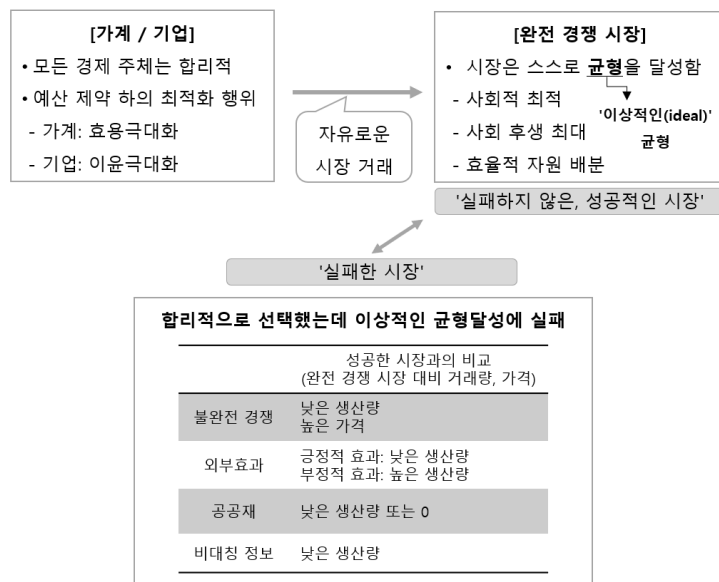 [가계 / 기업]
• 모든 경제 주체는 합리적
• 예산 제약 하의 최적화 행위
- 가계: 효용극대화
- 기업: 이윤극대화
자유로운
시장 거래
[완전 경쟁 시장]
• 시장은 스스로 균형을 달성함
- 사회적 최적
- 사회 후생 최대
- 효율적 자원 배분
'이상적인(ideal)'
균형
'실패하지 않은, 성공적인 시장'
'실패한 시장'
합리적으로 선택했는데 이상적인 균형달성에 실패
성공한 시장과의 비교
(완전 경쟁 시장 대비 거래량, 가격)
불완전 경쟁
낮은 생산량
높은 가격
외부효과
긍정적 효과: 낮은 생산량
부정적 효과: 높은 생산량
공공재
낮은 생산량 또는 0
비대칭 정보
낮은 생산량